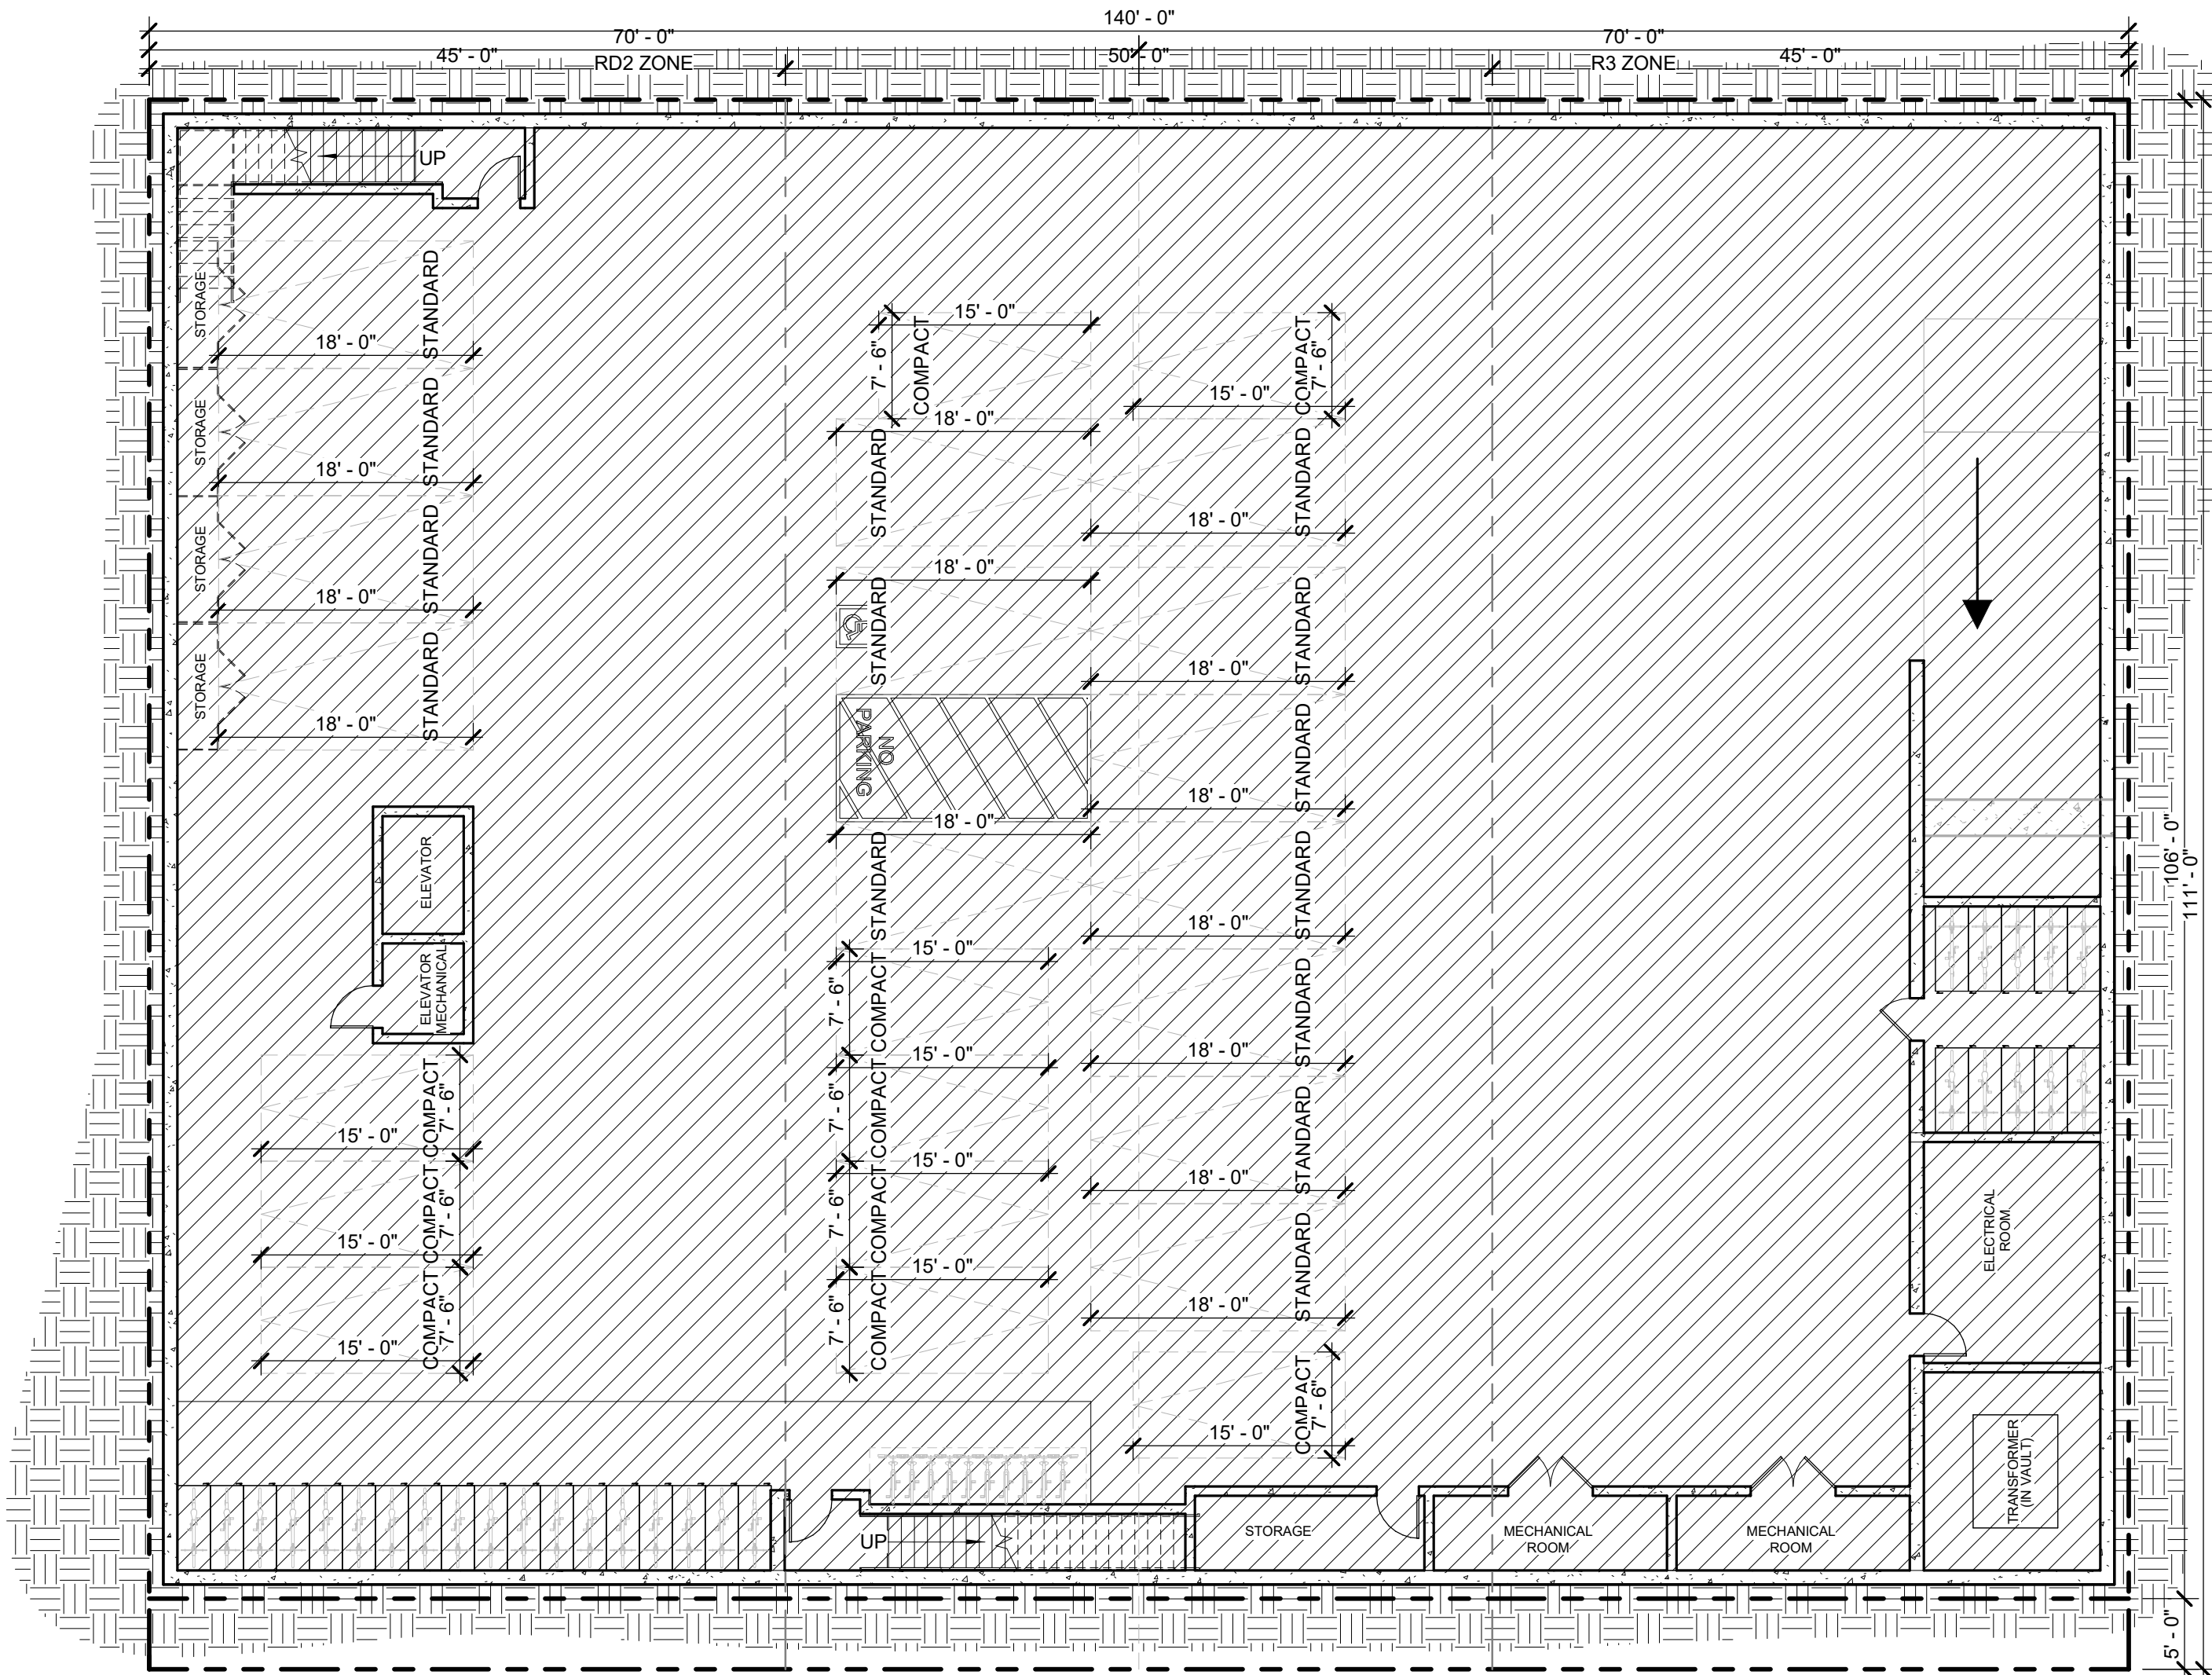 140' - 0"
70' - 0"
70' - 0"
45' - 0"
50' - 0"
45' - 0"
RD2 ZONE
R3 ZONE
UP
STORAGE
STANDARD
18' - 0"
STORAGE
STANDARD
18' - 0"
STORAGE
STANDARD
18' - 0"
STORAGE
STANDARD
18' - 0"
ELEVATOR
ELEVATOR
MECHANICAL
COMPACT
7' - 6"
15' - 0"
COMPACT
7' - 6"
15' - 0"
COMPACT
7' - 6"
15' - 0"
15' - 0"
7' - 6"
COMPACT
18' - 0"
STANDARD
18' - 0"
STANDARD
NO
PARKING
18' - 0"
STANDARD
15' - 0"
7' - 6"
COMPACT
15' - 0"
7' - 6"
COMPACT
15' - 0"
7' - 6"
COMPACT
15' - 0"
7' - 6"
COMPACT
COMPACT
7' - 6"
15' - 0"
STANDARD
18' - 0"
STANDARD
18' - 0"
STANDARD
18' - 0"
STANDARD
18' - 0"
STANDARD
18' - 0"
STANDARD
18' - 0"
STANDARD
18' - 0"
COMPACT
7' - 6"
15' - 0"
106' - 0"
111' - 0"
5' - 0"
ELECTRICAL
ROOM
TRANSFORMER
(IN VAULT)
UP
STORAGE
MECHANICAL
ROOM
MECHANICAL
ROOM